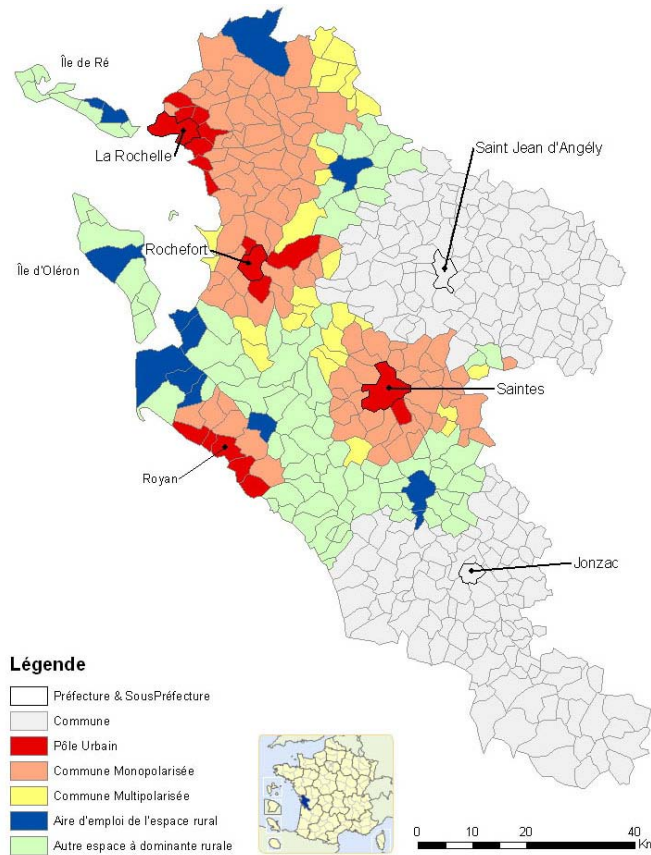 Île de Ré
La Rochelle
Saint Jean d'Angély
Rochefort
Île d'Oléron
Saintes
Royan
Jonzac
Légende
Préfecture & SousPréfecture
Commune
Pôle Urbain
Commune Monopolarisée
Commune Multipolarisée
Aire d'emploi de l'espace rural
Autre espace à dominante rurale
0 10 20 40
Km